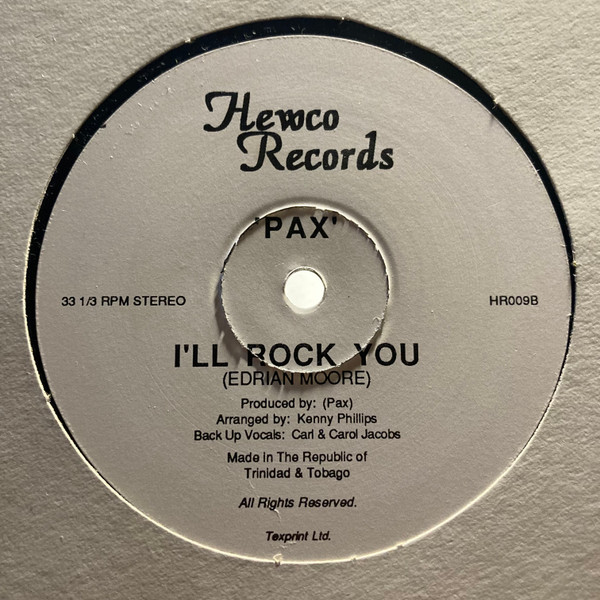 Hewco
Records
'PAX'
33 1/3 RPM STEREO
HR009B
I'LL ROCK YOU
(EDRIAN MOORE)
Produced by: (Pax)
Arranged by: Kenny Phillips
Back Up Vocals: Carl & Carol Jacobs
Made in The Republic of
Trinidad & Tobago
All Rights Reserved.
Texprint Ltd.